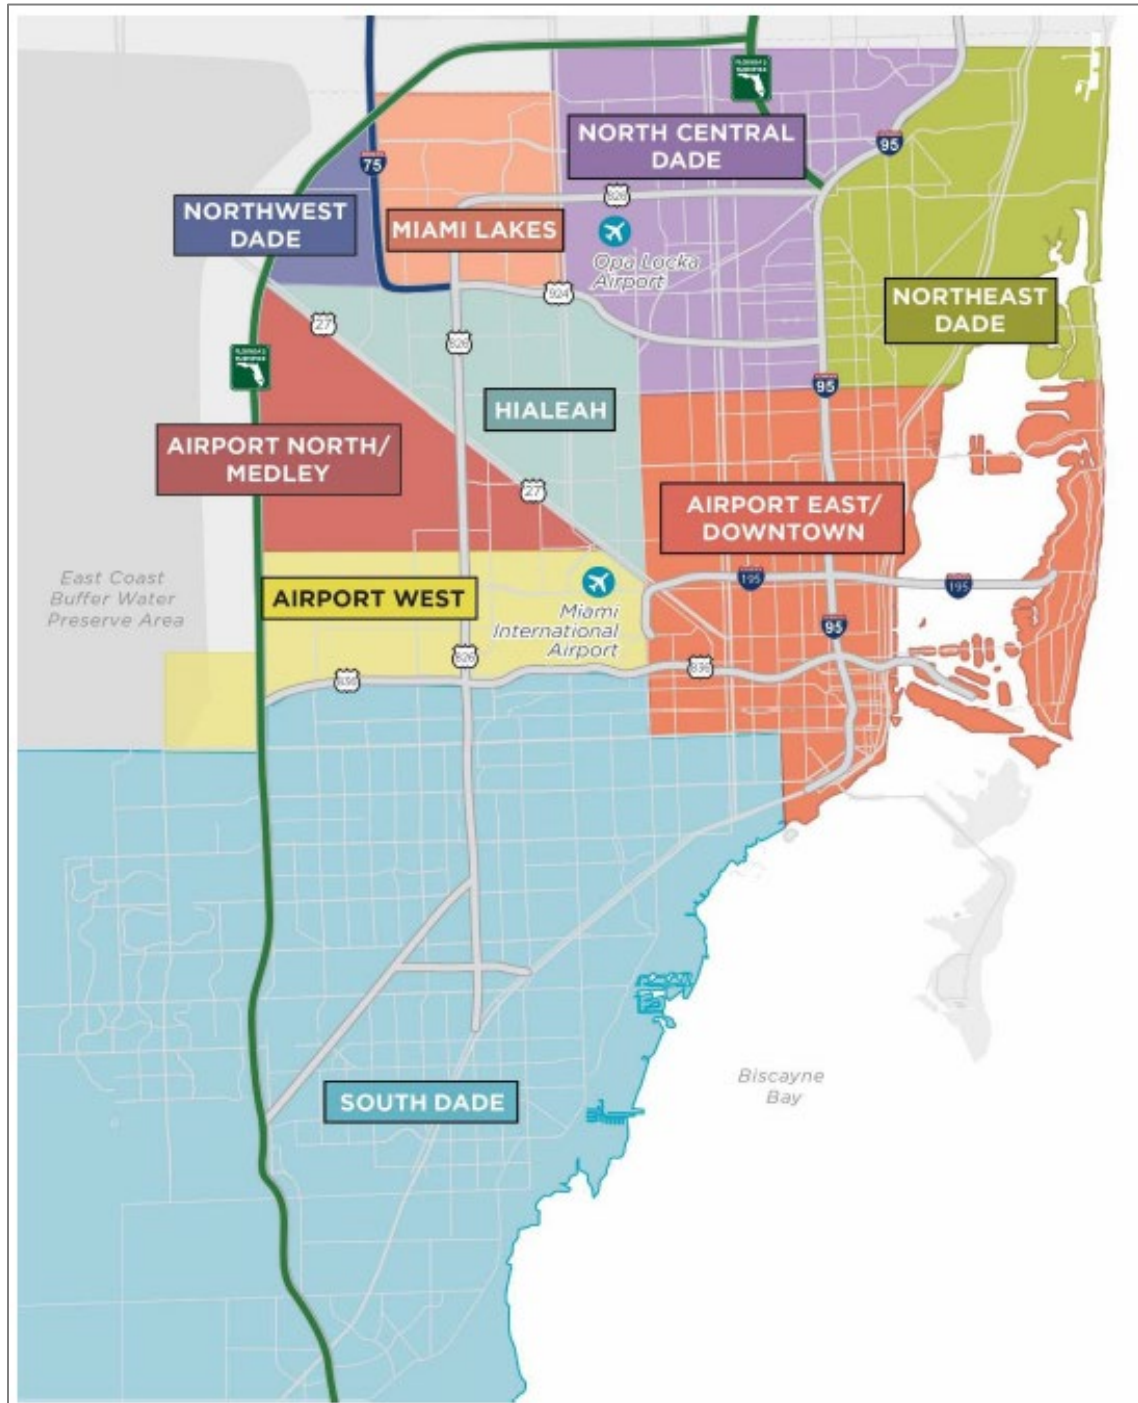 NORTH CENTRAL
DADE
95
75
826
NORTHWEST
DADE
MIAMI LAKES
Opa Locka
Airport
924
NORTHEAST
DADE
27
826
95
HIALEAH
AIRPORT NORTH/
MEDLEY
27
AIRPORT EAST/
DOWNTOWN
East Coast
Buffer Water
Preserve Area
AIRPORT WEST
195
195
Miami
International
Airport
95
826
836
836
SOUTH DADE
Biscayne
Bay